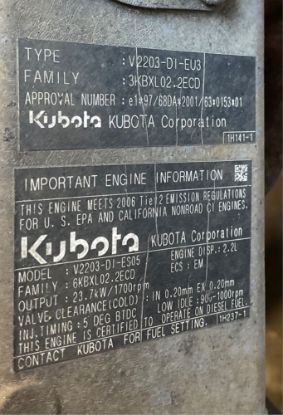 TYPE : V2203-DI-EU3
FAMILY : 3KBXL02.2ECD
APPROVAL NUMBER : e1*97/68DA*2001/63*0153*01
Kubota KUBOTA Corporation
1H141-1
IMPORTANT ENGINE INFORMATION
THIS ENGINE MEETS 2006 Tier2 EMISSION REGULATIONS
FOR U. S. EPA AND CALIFORNIA NONROAD CI ENGINES.
Kubota KUBOTA Corporation
MODEL : V2203-DI-ES05 ENGINE DISP.: 2.2L
FAMILY : 6KBXL02.2ECD ECS: EM
OUTPUT : 23.7kW/1700rpm
VALVE CLEARANCE(COLD) : IN 0.20mm EX 0.20mm
INJ.TIMING: 5 DEG BTDC LOW IDLE: 900-1000rpm
THIS ENGINE IS CERTIFIED TO OPERATE ON DIESEL FUEL.
CONTACT KUBOTA FOR FUEL SETTING. 1H237-1